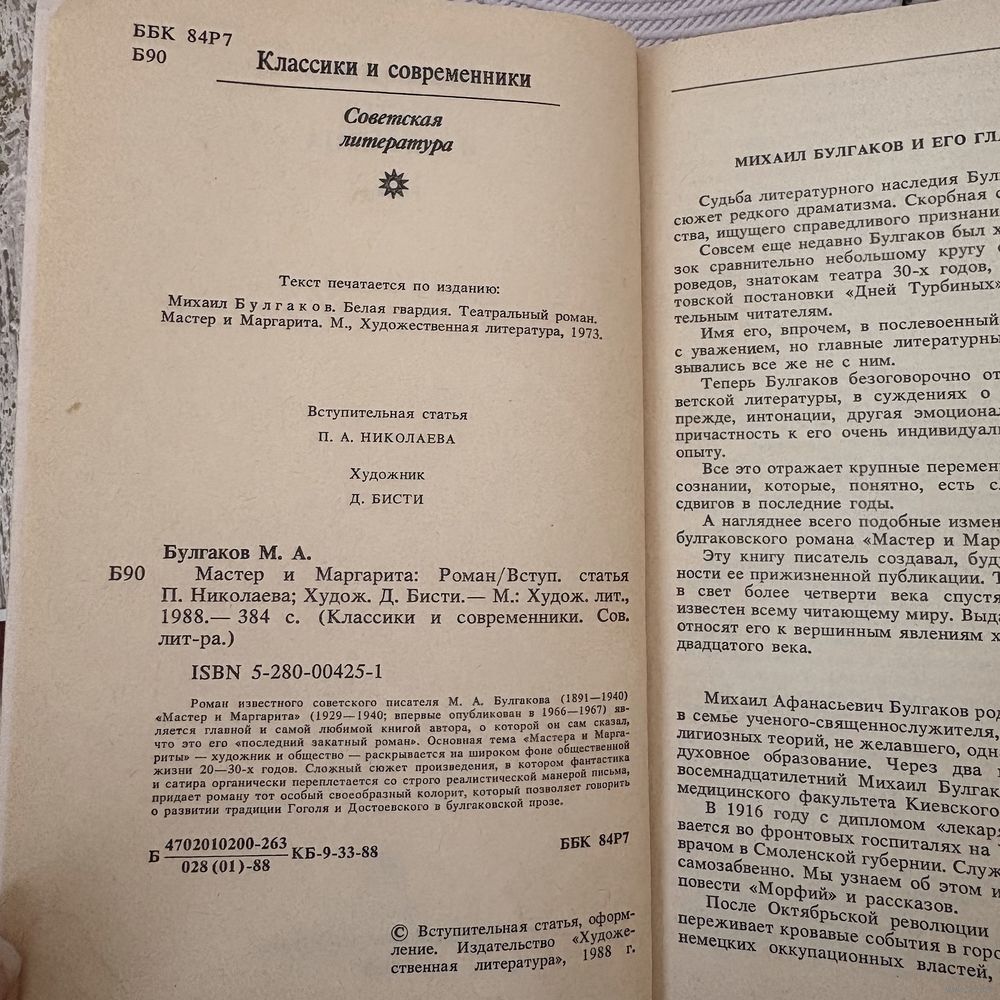 ББК 84Р7
Б90
Классики и современники
Советская
литература
Текст печатается по изданию:
Михаил Булгаков. Белая гвардия. Театральный роман.
Мастер и Маргарита. М., Художественная литература, 1973.
Вступительная статья
П. А. НИКОЛАЕВА
Художник
Д. БИСТИ
Булгаков М. А.
Б90 Мастер и Маргарита: Роман/Вступ. статья
П. Николаева; Худож. Д. Бисти.— М.: Худож. лит.,
1988.— 384 с. (Классики и современники. Сов.
лит-ра.)
ISBN 5-280-00425-1
Роман известного советского писателя М. А. Булгакова (1891—1940)
«Мастер и Маргарита» (1929—1940; впервые опубликован в 1966—1967) яв-
ляется главной и самой любимой книгой автора, о которой он сам сказал,
что это его «последний закатный роман». Основная тема «Мастера и Марга-
риты» — художник и общество — раскрывается на широком фоне общественной
жизни 20—30-х годов. Сложный сюжет произведения, в котором фантастика
и сатира органически переплетается со строго реалистической манерой письма,
придает роману тот особый своеобразный колорит, который позволяет говорить
о развитии традиции Гоголя и Достоевского в булгаковской прозе.
Б 4702010200-263 КБ-9-33-88
028 (01)-88
ББК 84Р7
© Вступительная статья, оформ-
ление. Издательство «Художе-
ственная литература», 1988 г.
МИХАИЛ БУЛГАКОВ И ЕГО ГЛА
Судьба литературного наследия Бул
сюжет редкого драматизма. Скорбная с
ства, ищущего справедливого признани
Совсем еще недавно Булгаков был х
зок сравнительно небольшому кругу
роведов, знатокам театра 30-х годов,
товской постановки «Дней Турбиных»
тельным читателям.
Имя его, впрочем, в послевоенный
с уважением, но главные литературны
зывались все же не с ним.
Теперь Булгаков безоговорочно от
ветской литературы, в суждениях о
прежде, интонации, другая эмоционал
причастность к его очень индивидуали
опыту.
Все это отражает крупные перемен
сознании, которые, понятно, есть сл
сдвигов в последние годы.
А нагляднее всего подобные измен
булгаковского романа «Мастер и Мар
Эту книгу писатель создавал, буд
ности ее прижизненной публикации. Т
в свет более четверти века спустя
известен всему читающему миру. Выда
относят его к вершинным явлениям х
двадцатого века.
Михаил Афанасьевич Булгаков род
в семье ученого-священнослужителя,
лигиозных теорий, не желавшего, одн
духовное образование. Через два
восемнадцатилетний Михаил Булгак
медицинского факультета Киевского
В 1916 году с дипломом «лекар
вается во фронтовых госпиталях на
врачом в Смоленской губернии. Служ
самозабвенно. Мы узнаем об этом и
повести «Морфий» и рассказов.
После Октябрьской революции
переживает кровавые события в горо
немецких оккупационных властей,